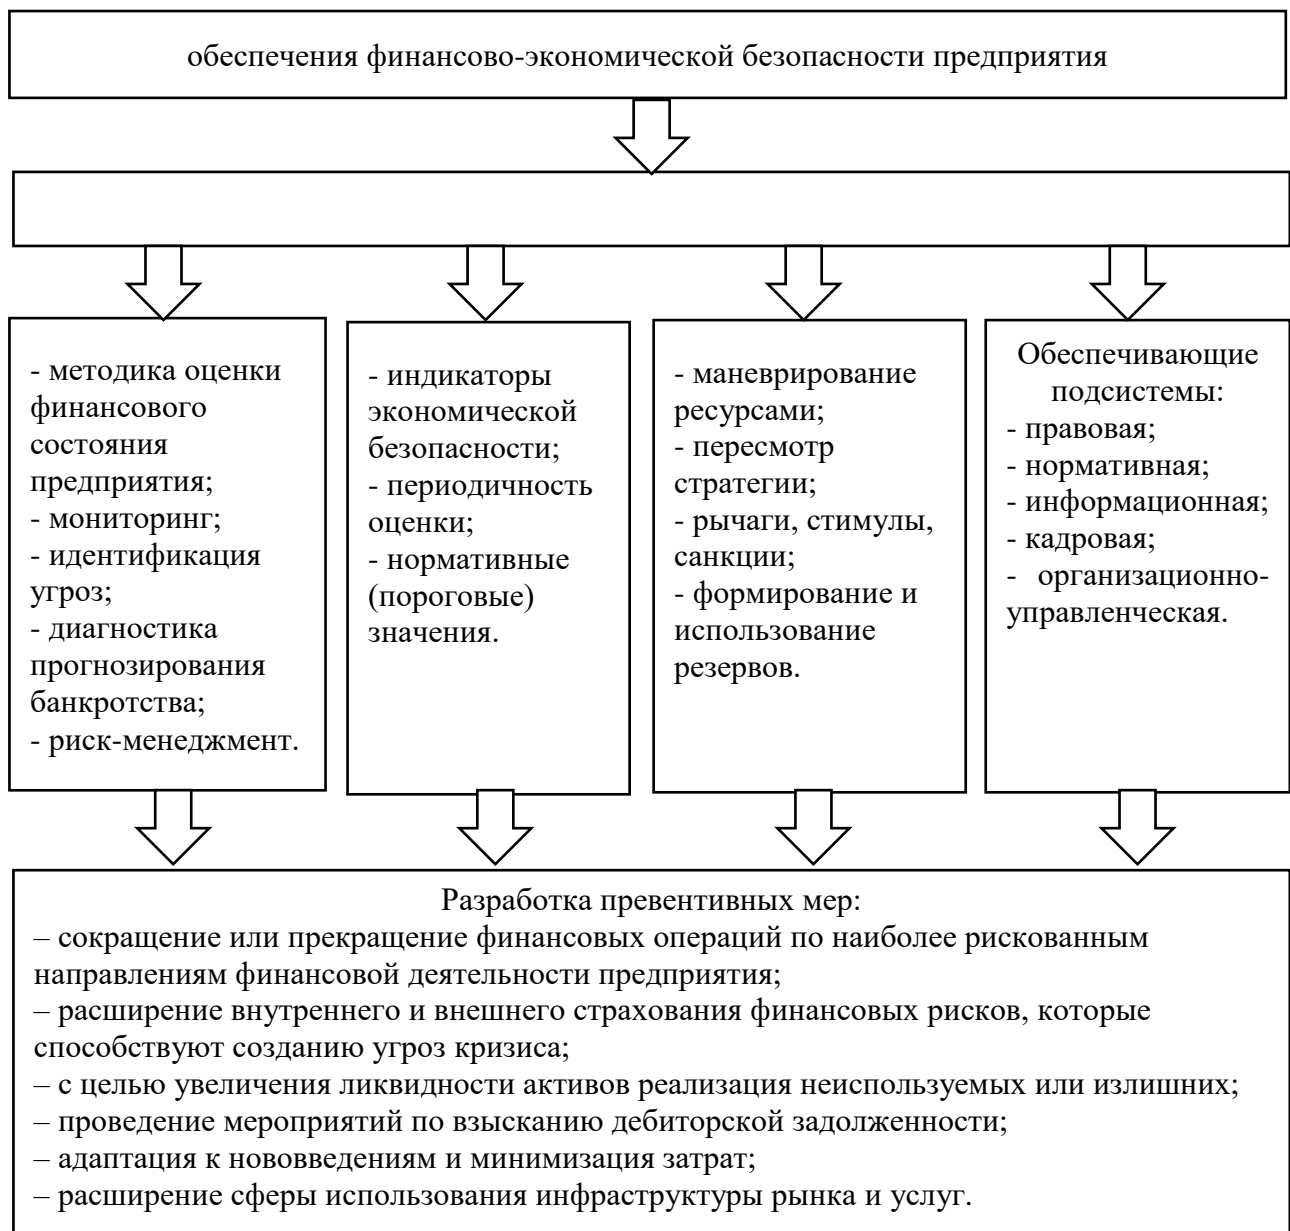 обеспечения финансово-экономической безопасности предприятия
- методика оценки
финансового
состояния
предприятия;
- мониторинг;
- идентификация
угроз;
- диагностика
прогнозирования
банкротства;
- риск-менеджмент.
- индикаторы
экономической
безопасности;
- периодичность
оценки;
- нормативные
(пороговые)
значения.
- маневрирование
ресурсами;
- пересмотр
стратегии;
- рычаги, стимулы,
санкции;
- формирование и
использование
резервов.
Обеспечивающие
подсистемы:
- правовая;
- нормативная;
- информационная;
- кадровая;
- организационно-
управленческая.
Разработка превентивных мер:
– сокращение или прекращение финансовых операций по наиболее рискованным
направлениям финансовой деятельности предприятия;
– расширение внутреннего и внешнего страхования финансовых рисков, которые
способствуют созданию угроз кризиса;
– с целью увеличения ликвидности активов реализация неиспользуемых или излишних;
– проведение мероприятий по взысканию дебиторской задолженности;
– адаптация к нововведениям и минимизация затрат;
– расширение сферы использования инфраструктуры рынка и услуг.